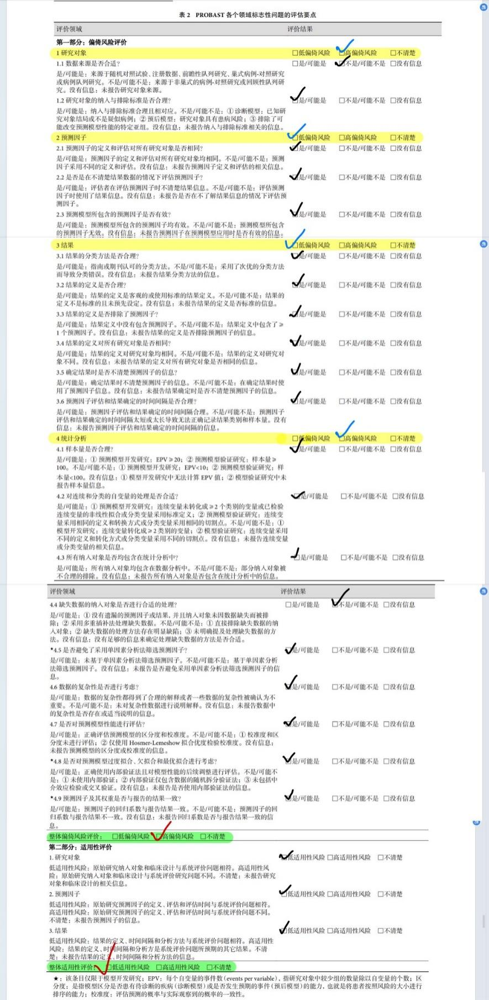 表 2 PROBAST 各个领域标志性问题的评估要点
评价领域 评价结果
第一部分：偏倚风险评价
1 研究对象 □低偏倚风险 □高偏倚风险 □不清楚
1.1 数据来源是否合适？ □是/可能是 □不是/可能不是 □没有信息
是/可能是：来源于随机对照试验、注册数据、前瞻性队列研究、巢式病例-对照研究
或病例队列研究。不是/可能不是：来源于非巢式的病例-对照研究或回顾性队列研
究。没有信息：未报告研究对象来源。
1.2 研究对象的纳入与排除标准是否合理？ □是/可能是 □不是/可能不是 □没有信息
是/可能是：纳入与排除标准合理且相对应。不是/可能不是：① 诊断模型：已知研
究对象结局或不是疑似病例；② 预后模型：研究对象具有患病风险；③ 排除了可
能改变预测模型性能的特定亚组。没有信息：未报告纳入与排除标准相关的信息。
2 预测因子 □低偏倚风险 □高偏倚风险 □不清楚
2.1 预测因子的定义和评估对所有研究对象是否相同？ □是/可能是 □不是/可能不是 □没有信息
是/可能是：预测因子的定义和评估对所有研究对象均相同。不是/可能不是：预测
因子采用不同的定义和评估。没有信息：未报告预测因子定义和评估的相关信息。
2.2 是否是在不清楚结果数据的情况下评估预测因子？ □是/可能是 □不是/可能不是 □没有信息
是/可能是：评估者在评估预测因子时不清楚结果信息。不是/可能不是：评估预测
因子时使用了结果信息。没有信息：未报告是否在不了解结果信息的情况下评估预
测因子。
2.3 预测模型所包含的预测因子是否有效？ □是/可能是 □不是/可能不是 □没有信息
是/可能是：预测模型所包含的预测因子均有效。不是/可能不是：预测模型所包含
的预测因子无效。没有信息：未报告预测因子在预测模型应用时是否有效的信息。
3 结果 □低偏倚风险 □高偏倚风险 □不清楚
3.1 结果的分类方法是否合理？ □是/可能是 □不是/可能不是 □没有信息
是/可能是：指南或期刊认可的分类方法。不是/可能不是：采用了次优的分类方法
而导致分类错误。没有信息：未报告结果分类方法的信息。
3.2 结果的定义是否合理？ □是/可能是 □不是/可能不是 □没有信息
是/可能是：结果的定义是客观的或使用标准的结果定义。不是/可能不是：结果的
定义不是标准的且未预先设定。没有信息：未报告结果的定义是否标准的信息。
3.3 结果的定义是否排除了预测因子？ □是/可能是 □不是/可能不是 □没有信息
是/可能是：结果定义中没有包含预测因子。不是/可能不是：结果定义中包含了≥
1 个预测因子。没有信息：未报告结果的定义是否排除预测因子的信息。
3.4 结果的定义对所有研究对象是否相同？ □是/可能是 □不是/可能不是 □没有信息
是/可能是：结果的定义对研究对象均相同。不是/可能不是：结果的定义对研究对
象不同。没有信息：未报告结果的定义对所有研究对象是否相同的信息。
3.5 确定结果时是否不清楚预测因子的信息？ □是/可能是 □不是/可能不是 □没有信息
是/可能是：确定结果时不清楚预测因子的信息。不是/可能不是：在确定结果时使
用了预测因子信息。没有信息：未报告结果确定时是否不清楚预测因子的信息。
3.6 预测因子评估和结果确定的时间间隔是否合理？ □是/可能是 □不是/可能不是 □没有信息
是/可能是：预测因子评估和结果确定的时间间隔合理。不是/可能不是：预测因子
评估和结果确定的时间间隔太短或太长导致无法正确记录结果类别和样本量。没有
信息：未报告预测因子评估和结果确定的时间间隔的信息。
4 统计分析 □低偏倚风险 □高偏倚风险 □不清楚
4.1 样本量是否合理？ □是/可能是 □不是/可能不是 □没有信息
是/可能是：① 预测模型开发研究：EPV≥20；② 预测模型验证研究：样本量≥
100。不是/可能不是：① 预测模型开发研究：EPV<10；② 预测模型验证研究：样
本量<100。没有信息：① 模型开发研究中无法计算 EPV 值；② 模型验证研究中未
报告样本量信息。
4.2 对连续和分类的自变量的处理是否合适？ □是/可能是 □不是/可能不是 □没有信息
是/可能是：① 预测模型开发研究：连续变量未转化成≥2 个类别的变量或已检验
连续变量的非线性拟合或分类变量采用标准定义；② 预测模型验证研究：连续变
量采用相同的定义和转换方式或分类变量采用相同的切割点。不是/可能不是：①
模型开发研究：连续变量转化成≥2 类别的变量；② 模型验证研究：连续变量采用
不同的定义和转化方式或分类变量采用不同的切割点。没有信息：未报告连续变量
或分类变量的相关信息。
4.3 所有纳入对象是否均包含在统计分析中？ □是/可能是 □不是/可能不是 □没有信息
是/可能是：所有纳入对象均包含在数据分析中。不是/可能不是：部分纳入对象被
不合理的排除。没有信息：未报告所有纳入对象是否包含在统计分析中的信息。
评价领域 评价结果
4.4 缺失数据的纳入对象是否进行合适的处理？ □是/可能是 □不是/可能不是 □没有信息
是/可能是：① 没有遗漏的预测因子或结果，并且纳入对象未因数据缺失而被排
除；② 采用多重插补法处理缺失数据。不是/可能不是：① 直接排除缺失数据的纳
入对象；② 缺失数据的处理方法存在明显缺陷；③ 未明确提及处理缺失数据的方
法。没有信息：没有足够的信息来确定处理缺失数据的方法是否合适。
★4.5 是否避免了采用单因素分析法筛选预测因子？ □是/可能是 □不是/可能不是 □没有信息
是/可能是：未基于单因素分析法筛选预测因子。不是/可能不是：基于单因素分析
法筛选预测因子。没有信息：未报告是否避免采用单因素分析法筛选预测因子的信
息。
4.6 数据的复杂性是否进行考虑？ □是/可能是 □不是/可能不是 □没有信息
是/可能是：数据的复杂性都得到了合理的解释或者一些数据的复杂性被确认为不
重要。不是/可能不是：未对复杂性数据进行说明解释。没有信息：未报告数据中
的复杂性是否存在或适当说明的信息。
4.7 是否对预测模型性能进行评估？ □是/可能是 □不是/可能不是 □没有信息
是/可能是：正确评估预测模型的区分度和校准度。不是/可能不是：① 校准度和区
分度未进行评估；② 仅使用 Hosmer-Lemeshow 拟合优度检验校准度。没有信息：
未报告预测模型的区分度或校准度的信息。
★4.8 是否对预测模型过度拟合、欠拟合和最优拟合进行考虑？ □是/可能是 □不是/可能不是 □没有信息
是/可能是：正确使用内部验证法且对模型性能的后续调整进行评估。不是/可能不
是：① 未使用内部验证；② 内部验证仅包含数据的随机拆分验证法；③ 未包括中
介效应检验或交叉验证。没有信息：未报告是否使用内部验证法的信息。
★4.9 预测因子及其权重是否与报告的结果一致？ □是/可能是 □不是/可能不是 □没有信息
是/可能是：预测因子的回归系数与报告结果一致。不是/可能不是：预测因子的回
归系数与报告结果不一致。没有信息：未报告回归系数是否与报告结果一致的信
息。
整体偏倚风险评价： □低偏倚风险 □高偏倚风险 □不清楚
第二部分：适用性评价
1. 研究对象 □低适用性风险 □高适用性风险 □不清楚
低适用性风险：原始研究纳入对象和临床设计与系统评价问题相符。高适用性风
险：原始研究纳入对象和临床设计与系统评价研究问题不同。不清楚：未报告研究
对象和临床设计的相关信息。
2. 预测因子 □低适用性风险 □高适用性风险 □不清楚
低适用性风险：原始研究预测因子的定义、评估和评估时间与系统评价问题相符。
高适用性风险：原始研究预测因子的定义、评估和评估时间与系统评价问题不同。
不清楚：未报告预测因子的信息。
3. 结果 □低适用性风险 □高适用性风险 □不清楚
低适用性风险：结果的定义、时间间隔和分析方法与系统评价问题相符。高适用性
风险：结果的定义、时间间隔和分析方是系统评价问题所预期的其它结果。不清
楚：未报告结果的定义、时间间隔和分析方法的信息。
整体适用性评价： □低适用性风险 □高适用性风险 □不清楚
★：该条目仅限于模型开发研究；EPV：每个自变量的事件数 (events per variable)，指研究对象中较少组的数量除以自变量的个数；区
分度：是指模型区分是否患有待诊断的疾病 (诊断模型) 或是否发生预期的事件 (预后模型) 的能力，也就是将患者按照风险的大小进行
排序的能力；校准度：评估预测的概率与实际观察到的概率的一致性。